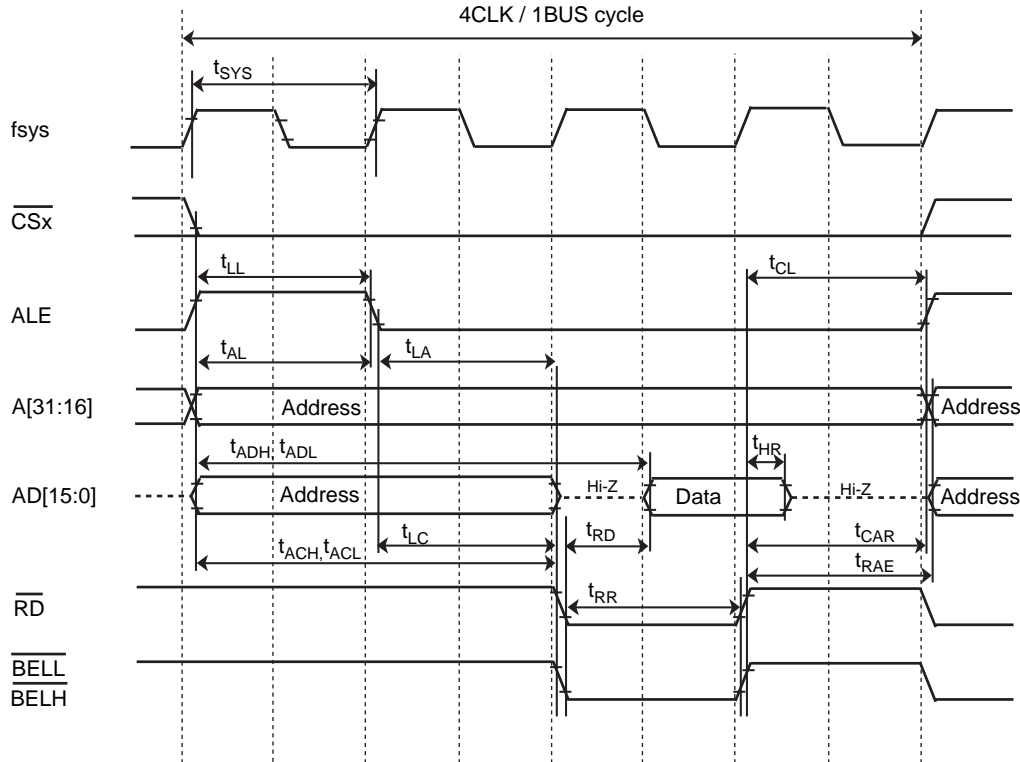 4CLK / 1BUS cycle
tSYS
fsys
CSx
tLL
tCL
ALE
tAL
tLA
A[31:16]
Address
Address
tADH, tADL
tHR
AD[15:0]
Address
Hi-Z
Data
Hi-Z
Address
tLC
tRD
tCAR
tACH,tACL
tRAE
RD
tRR
BELL
BELH